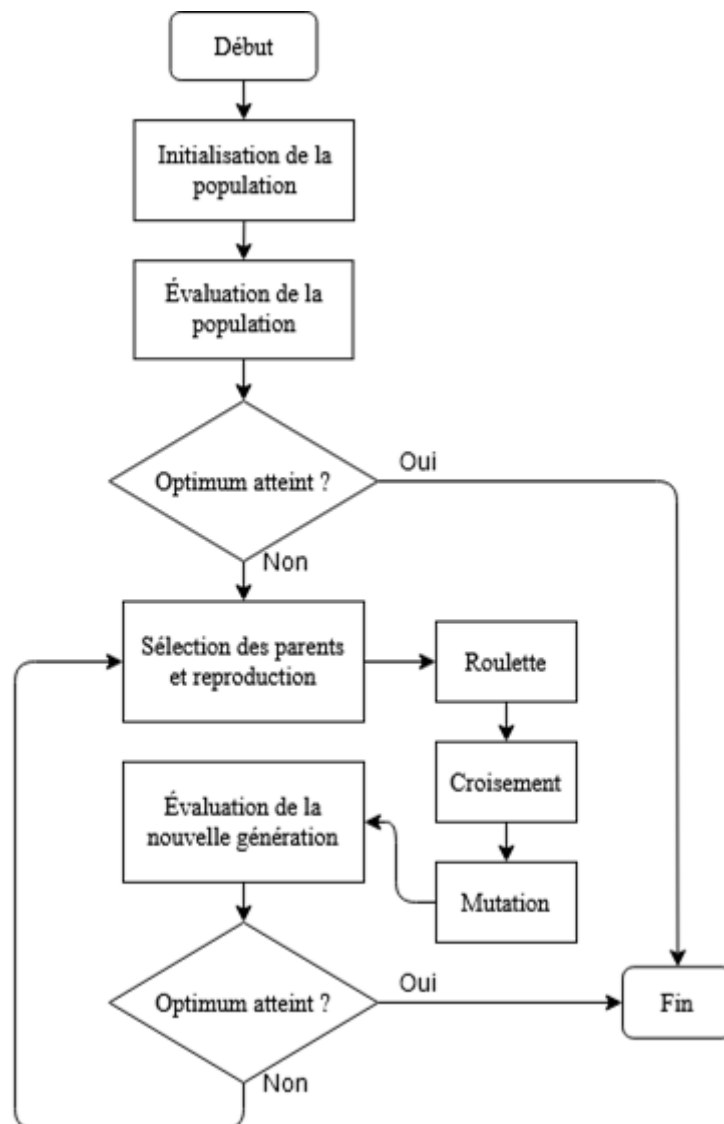 Début
Initialisation de la
population
Évaluation de la
population
Optimum atteint ?
Oui
Non
Sélection des parents
et reproduction
Roulette
Croisement
Mutation
Évaluation de la
nouvelle génération
Optimum atteint ?
Oui
Non
Fin